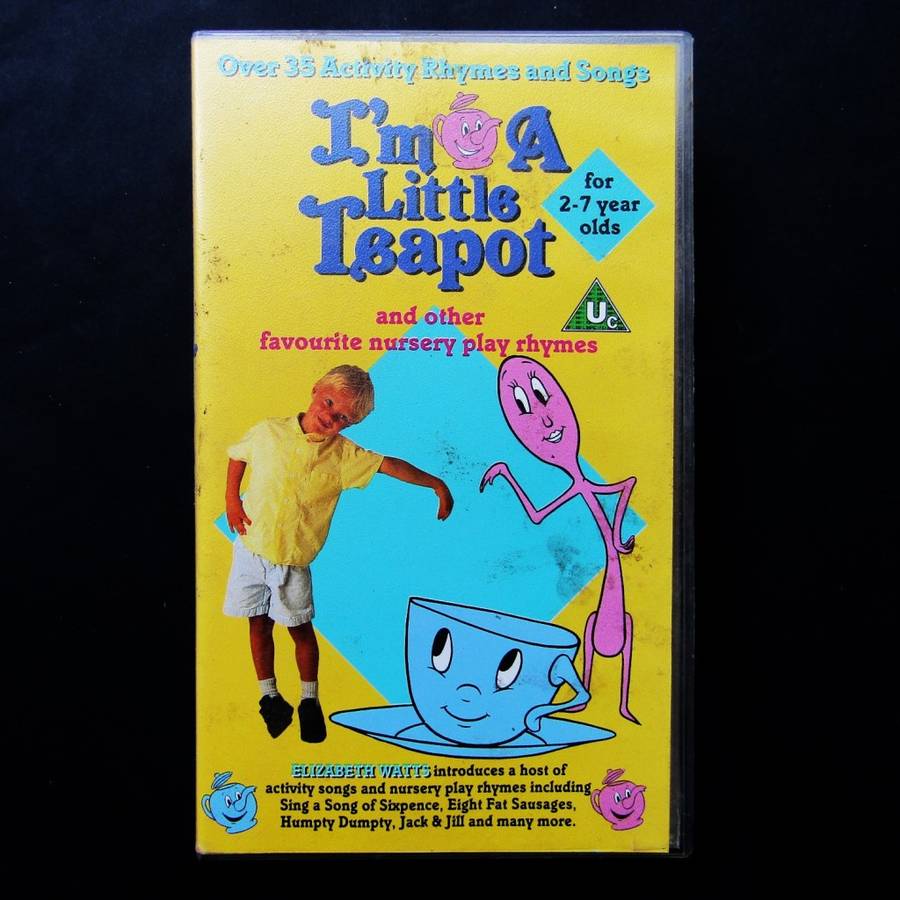 Over 35 Activity Rhymes and Songs
I'm A
Little
Teapot
for
2-7 year
olds
Uc
and other
favourite nursery play rhymes
ELIZABETH WATTS introduces a host of
activity songs and nursery play rhymes including
Sing a Song of Sixpence, Eight Fat Sausages,
Humpty Dumpty, Jack & Jill and many more.